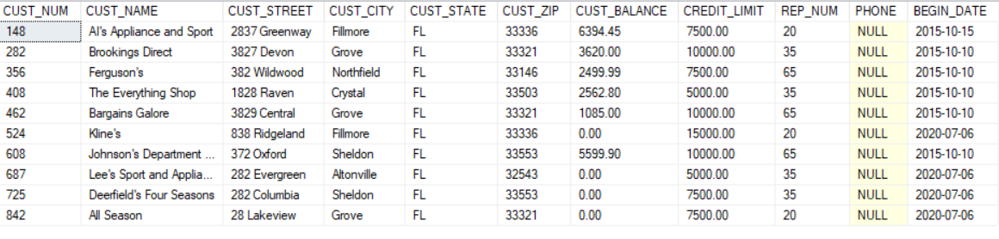 CUST_NUM CUST_NAME CUST_STREET CUST_CITY CUST_STATE CUST_ZIP CUST_BALANCE CREDIT_LIMIT REP_NUM PHONE BEGIN_DATE
148 Al's Appliance and Sport 2837 Greenway Fillmore FL 33336 6394.45 7500.00 20 NULL 2015-10-15
282 Brookings Direct 3827 Devon Grove FL 33321 3620.00 10000.00 35 NULL 2015-10-10
356 Ferguson's 382 Wildwood Northfield FL 33146 2499.99 7500.00 65 NULL 2015-10-10
408 The Everything Shop 1828 Raven Crystal FL 33503 2562.80 5000.00 35 NULL 2015-10-10
462 Bargains Galore 3829 Central Grove FL 33321 1085.00 10000.00 65 NULL 2015-10-10
524 Kline's 838 Ridgeland Fillmore FL 33336 0.00 15000.00 20 NULL 2020-07-06
608 Johnson's Department ... 372 Oxford Sheldon FL 33553 5599.90 10000.00 65 NULL 2015-10-10
687 Lee's Sport and Applia... 282 Evergreen Altonville FL 32543 0.00 5000.00 35 NULL 2020-07-06
725 Deerfield's Four Seasons 282 Columbia Sheldon FL 33553 0.00 7500.00 35 NULL 2020-07-06
842 All Season 28 Lakeview Grove FL 33321 0.00 7500.00 20 NULL 2020-07-06